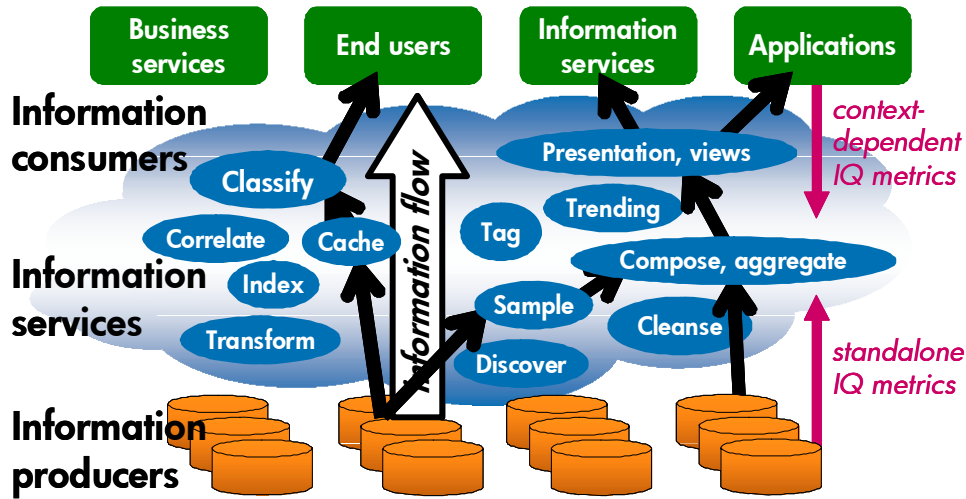 Business
services
End users
Information
services
Applications
Information
consumers
context-
dependent
IQ metrics
Presentation, views
Classify
Trending
Tag
Correlate
Cache
Information flow
Compose, aggregate
Information
services
Index
Sample
Cleanse
Transform
Discover
standalone
IQ metrics
Information
producers